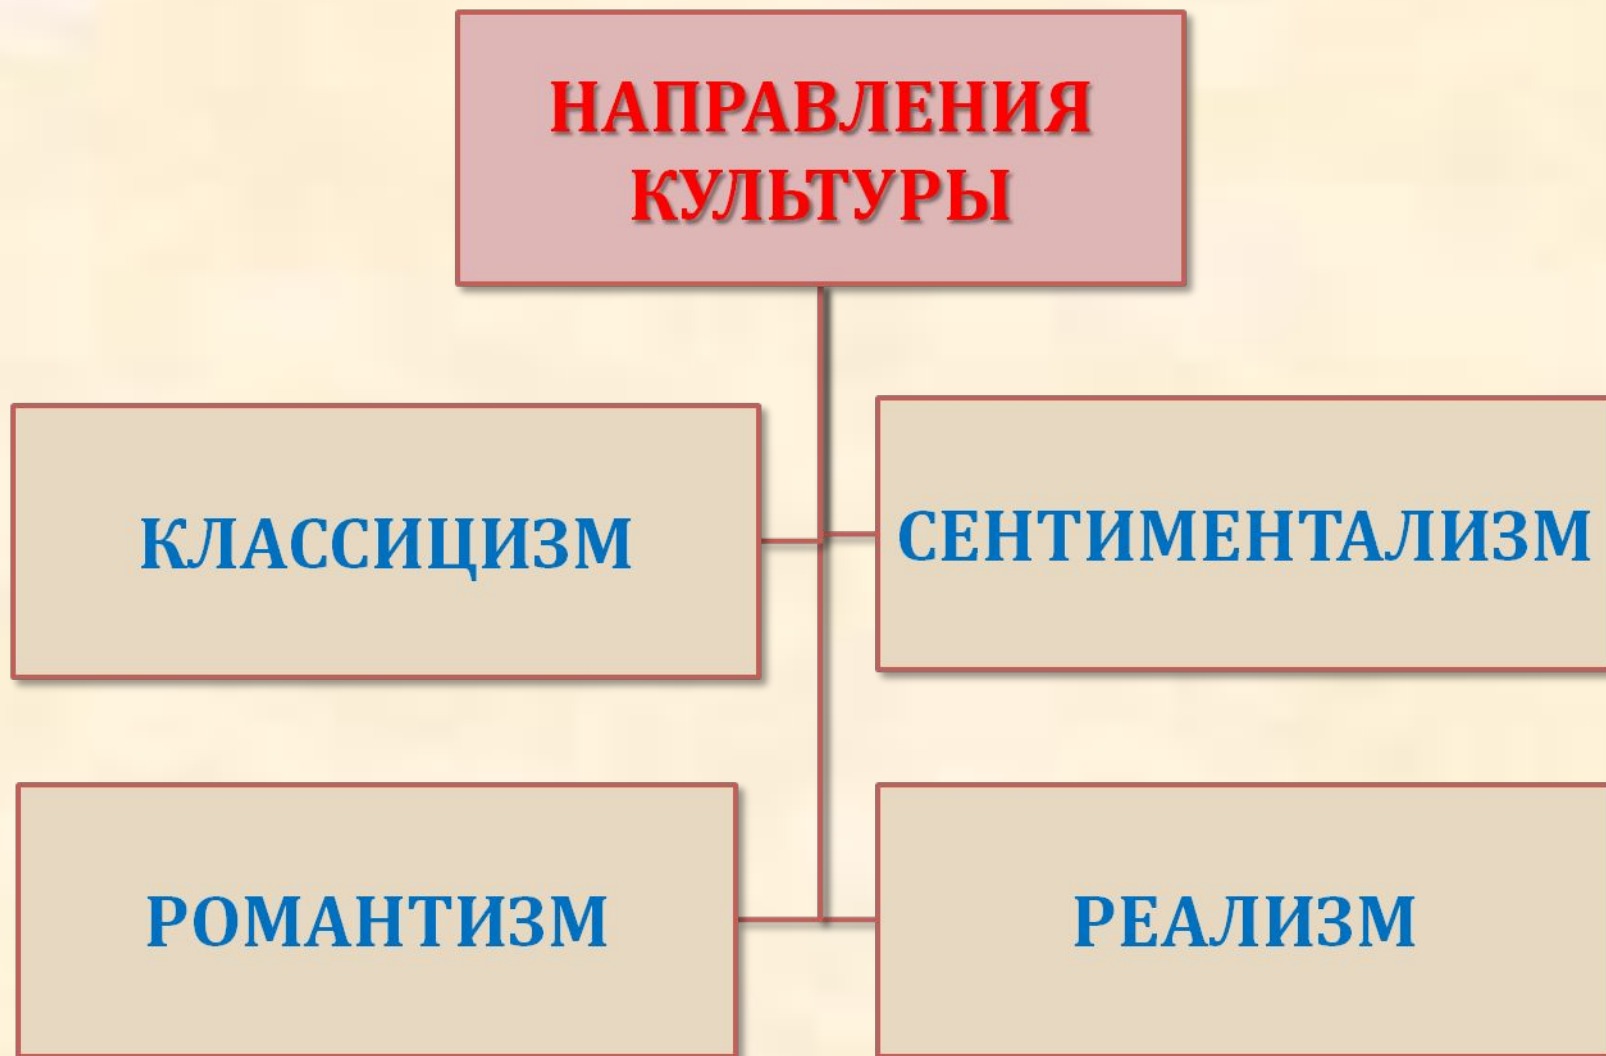 НАПРАВЛЕНИЯ
КУЛЬТУРЫ
КЛАССИЦИЗМ
СЕНТИМЕНТАЛИЗМ
РОМАНТИЗМ
РЕАЛИЗМ